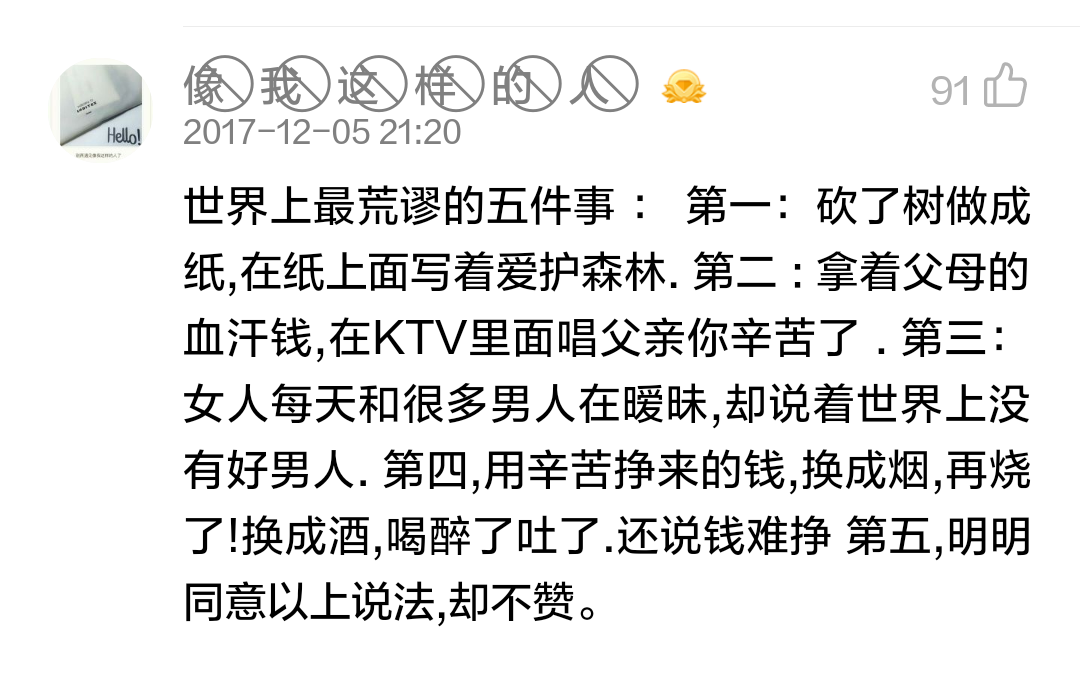 像我这样的人
91
2017-12-05 21:20
Hello!
世界上最荒谬的五件事 : 第一：砍了树做成
纸,在纸上面写着爱护森林. 第二 : 拿着父母的
血汗钱,在KTV里面唱父亲你辛苦了 . 第三：
女人每天和很多男人在暧昧,却说着世界上没
有好男人. 第四,用辛苦挣来的钱,换成烟,再烧
了!换成酒,喝醉了吐了.还说钱难挣 第五,明明
同意以上说法,却不赞。